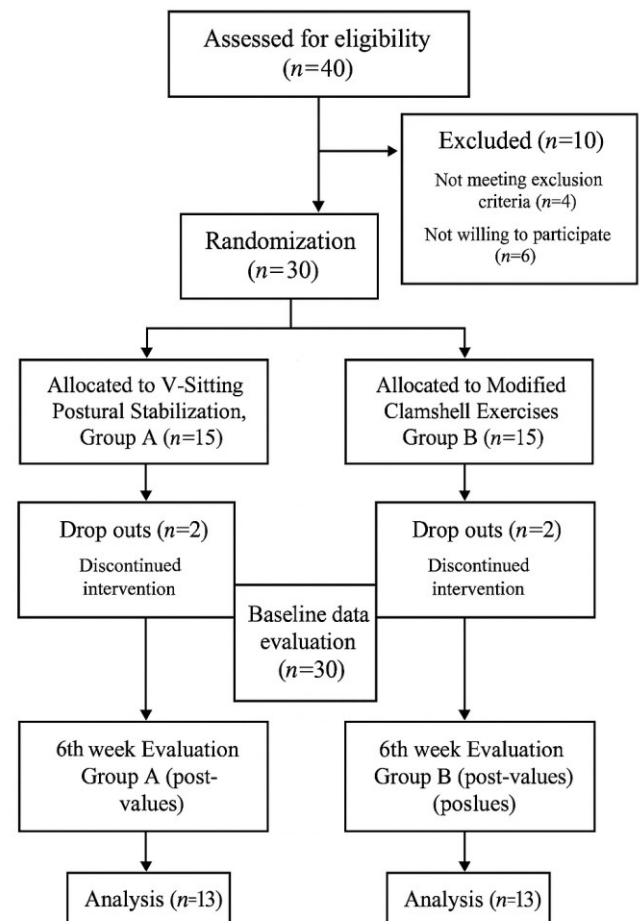 Assessed for eligibility
(n=40)
Excluded (n=10)
Not meeting exclusion
criteria (n=4)
Not willing to participate
(n=6)
Randomization
(n=30)
Allocated to V-Sitting
Postural Stabilization,
Group A (n=15)
Allocated to Modified
Clamshell Exercises
Group B (n=15)
Drop outs (n=2)
Discontinued
intervention
Drop outs (n=2)
Discontinued
intervention
Baseline data
evaluation
(n=30)
6th week Evaluation
Group A (post-
values)
6th week Evaluation
Group B (post-values)
(poslues)
Analysis (n=13)
Analysis (n=13)